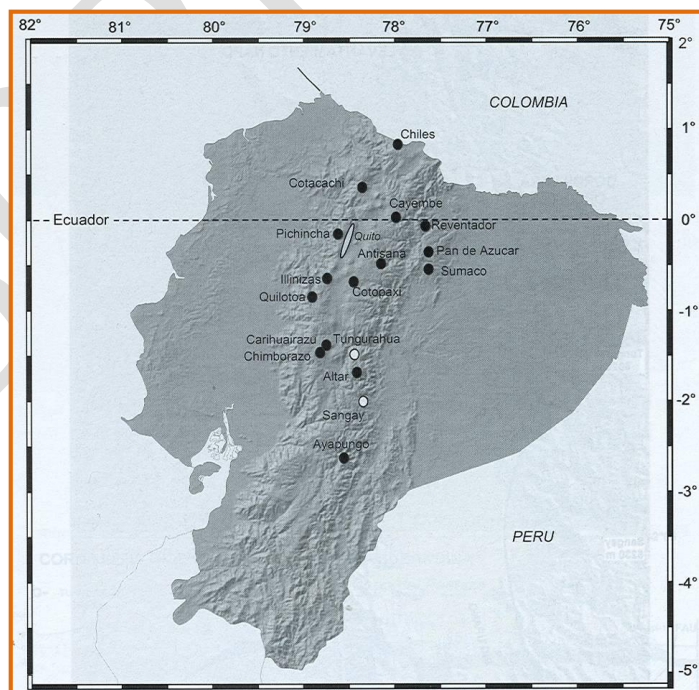 82
81°
80°
79°
78°
77°
76°
75°
2°
COLOMBIA
1°
Chiles
Cotacachi
Cayembe
Ecuador
0°
Reventador
Pichincha
Quito
Pan de Azucar
Antisana
Sumaco
Illinizas
Cotopaxi
Quilotoa
-1°
Carihuairazu
Tungurahua
Chimborazo
Altar
-2°
Sangay
Ayapungo
-3°
PERU
-4°
-5°